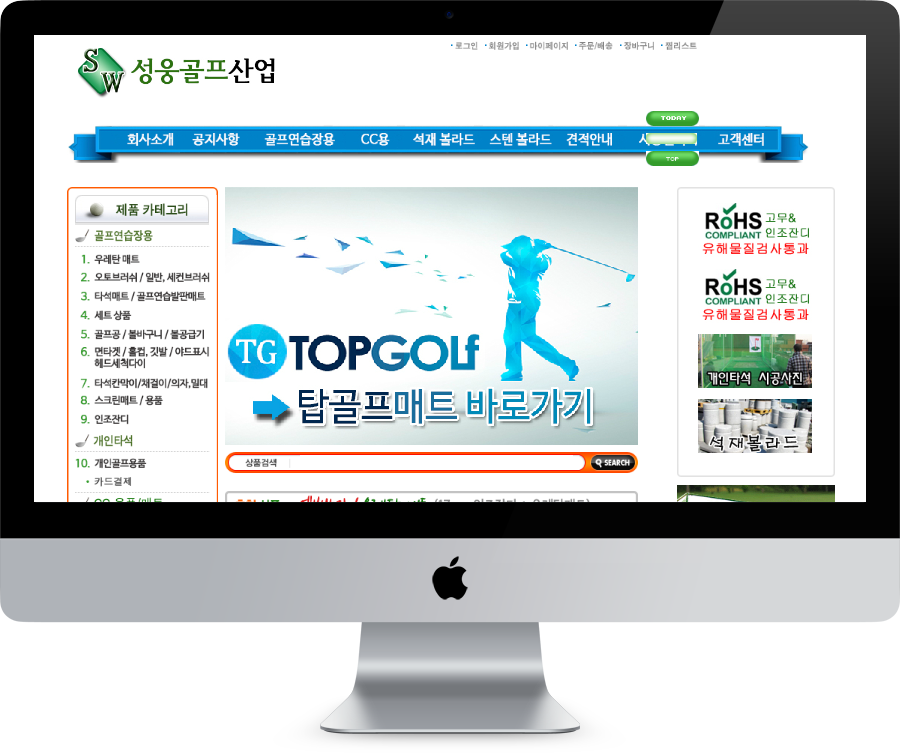 · 로그인 · 회원가입 · 마이페이지 · 주문/배송 · 장바구니 · 찜리스트
SW 성웅골프산업
TODAY
회사소개 공지사항 골프연습장용 CC용 석재 볼라드 스텐 볼라드 견적안내 고객센터
TOP
제품 카테고리
골프연습장용
1. 우레탄 매트
2. 오토브러쉬 / 일반, 세컨브러쉬
3. 타석매트 / 골프연습발판매트
4. 세트 상품
5. 골프공 / 볼바구니 / 볼공급기
6. 면타겟 / 홀컵, 깃발 / 야드표시
헤드세척다이
7. 타석칸막이/채걸이/의자,밀대
8. 스크린매트 / 용품
9. 인조잔디
개인타석
10. 개인골프용품
· 카드결제
TG TOPGOLf
탑골프매트 바로가기
상품검색
SEARCH
RoHS 고무&
COMPLIANT 인조잔디
유해물질검사통과
RoHS 고무&
COMPLIANT 인조잔디
유해물질검사통과
개인타석 시공사진
석재볼라드